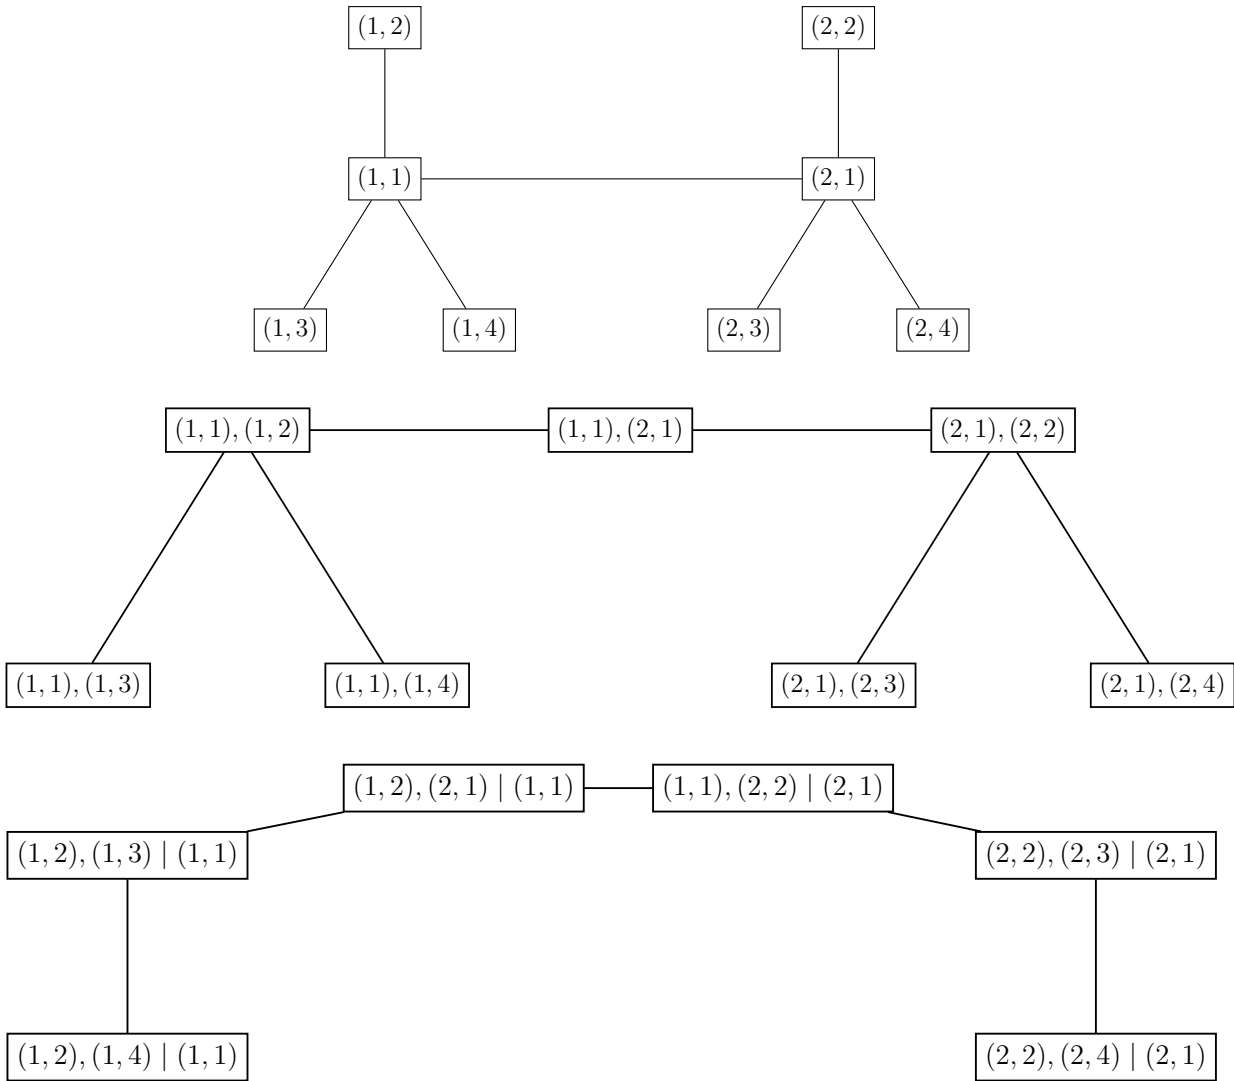 (1, 2) (2, 2)
(1, 1) (2, 1)
(1, 3) (1, 4) (2, 3) (2, 4)
(1, 1), (1, 2) (1, 1), (2, 1) (2, 1), (2, 2)
(1, 1), (1, 3) (1, 1), (1, 4) (2, 1), (2, 3) (2, 1), (2, 4)
(1, 2), (2, 1) | (1, 1) (1, 1), (2, 2) | (2, 1)
(1, 2), (1, 3) | (1, 1) (2, 2), (2, 3) | (2, 1)
(1, 2), (1, 4) | (1, 1) (2, 2), (2, 4) | (2, 1)